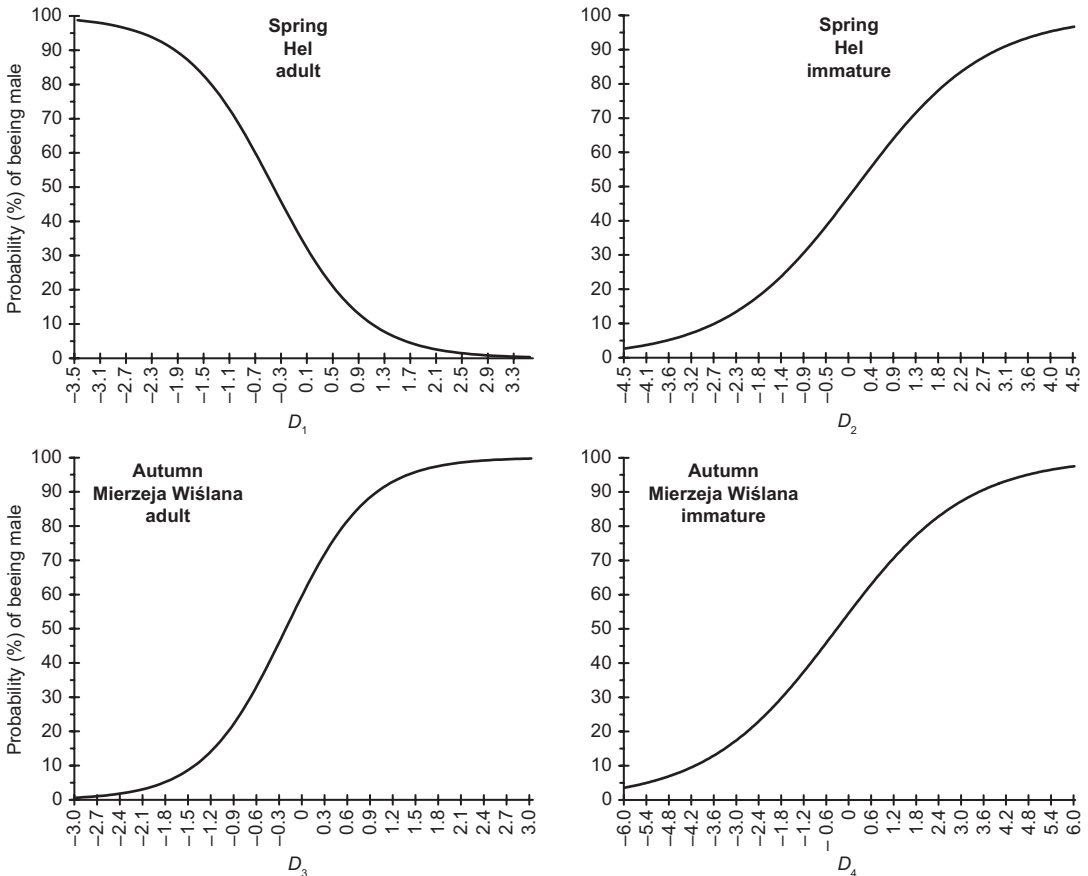 Spring
Hel
adult
Probability (%) of beeing male
100
90
80
70
60
50
40
30
20
10
0
–3.5 –3.1 –2.7 –2.3 –1.9 –1.5 –1.1 –0.7 –0.3 0.1 0.5 0.9 1.3 1.7 2.1 2.5 2.9 3.3
D1
Spring
Hel
immature
100
90
80
70
60
50
40
30
20
10
0
–4.5 –4.1 –3.6 –3.2 –2.7 –2.3 –1.8 –1.4 –0.9 –0.5 0 0.4 0.9 1.3 1.8 2.2 2.7 3.1 3.6 4.0 4.5
D2
Autumn
Mierzeja Wiślana
adult
Probability (%) of beeing male
100
90
80
70
60
50
40
30
20
10
0
–3.0 –2.7 –2.4 –2.1 –1.8 –1.5 –1.2 –0.9 –0.6 –0.3 0 0.3 0.6 0.9 1.2 1.5 1.8 2.1 2.4 2.7 3.0
D3
Autumn
Mierzeja Wiślana
immature
100
90
80
70
60
50
40
30
20
10
0
–6.0 –5.4 –4.8 –4.2 –3.6 –3.0 –2.4 –1.8 –1.2 –0.6 0 0.6 1.2 1.8 2.4 3.0 3.6 4.2 4.8 5.4 6.0
D4